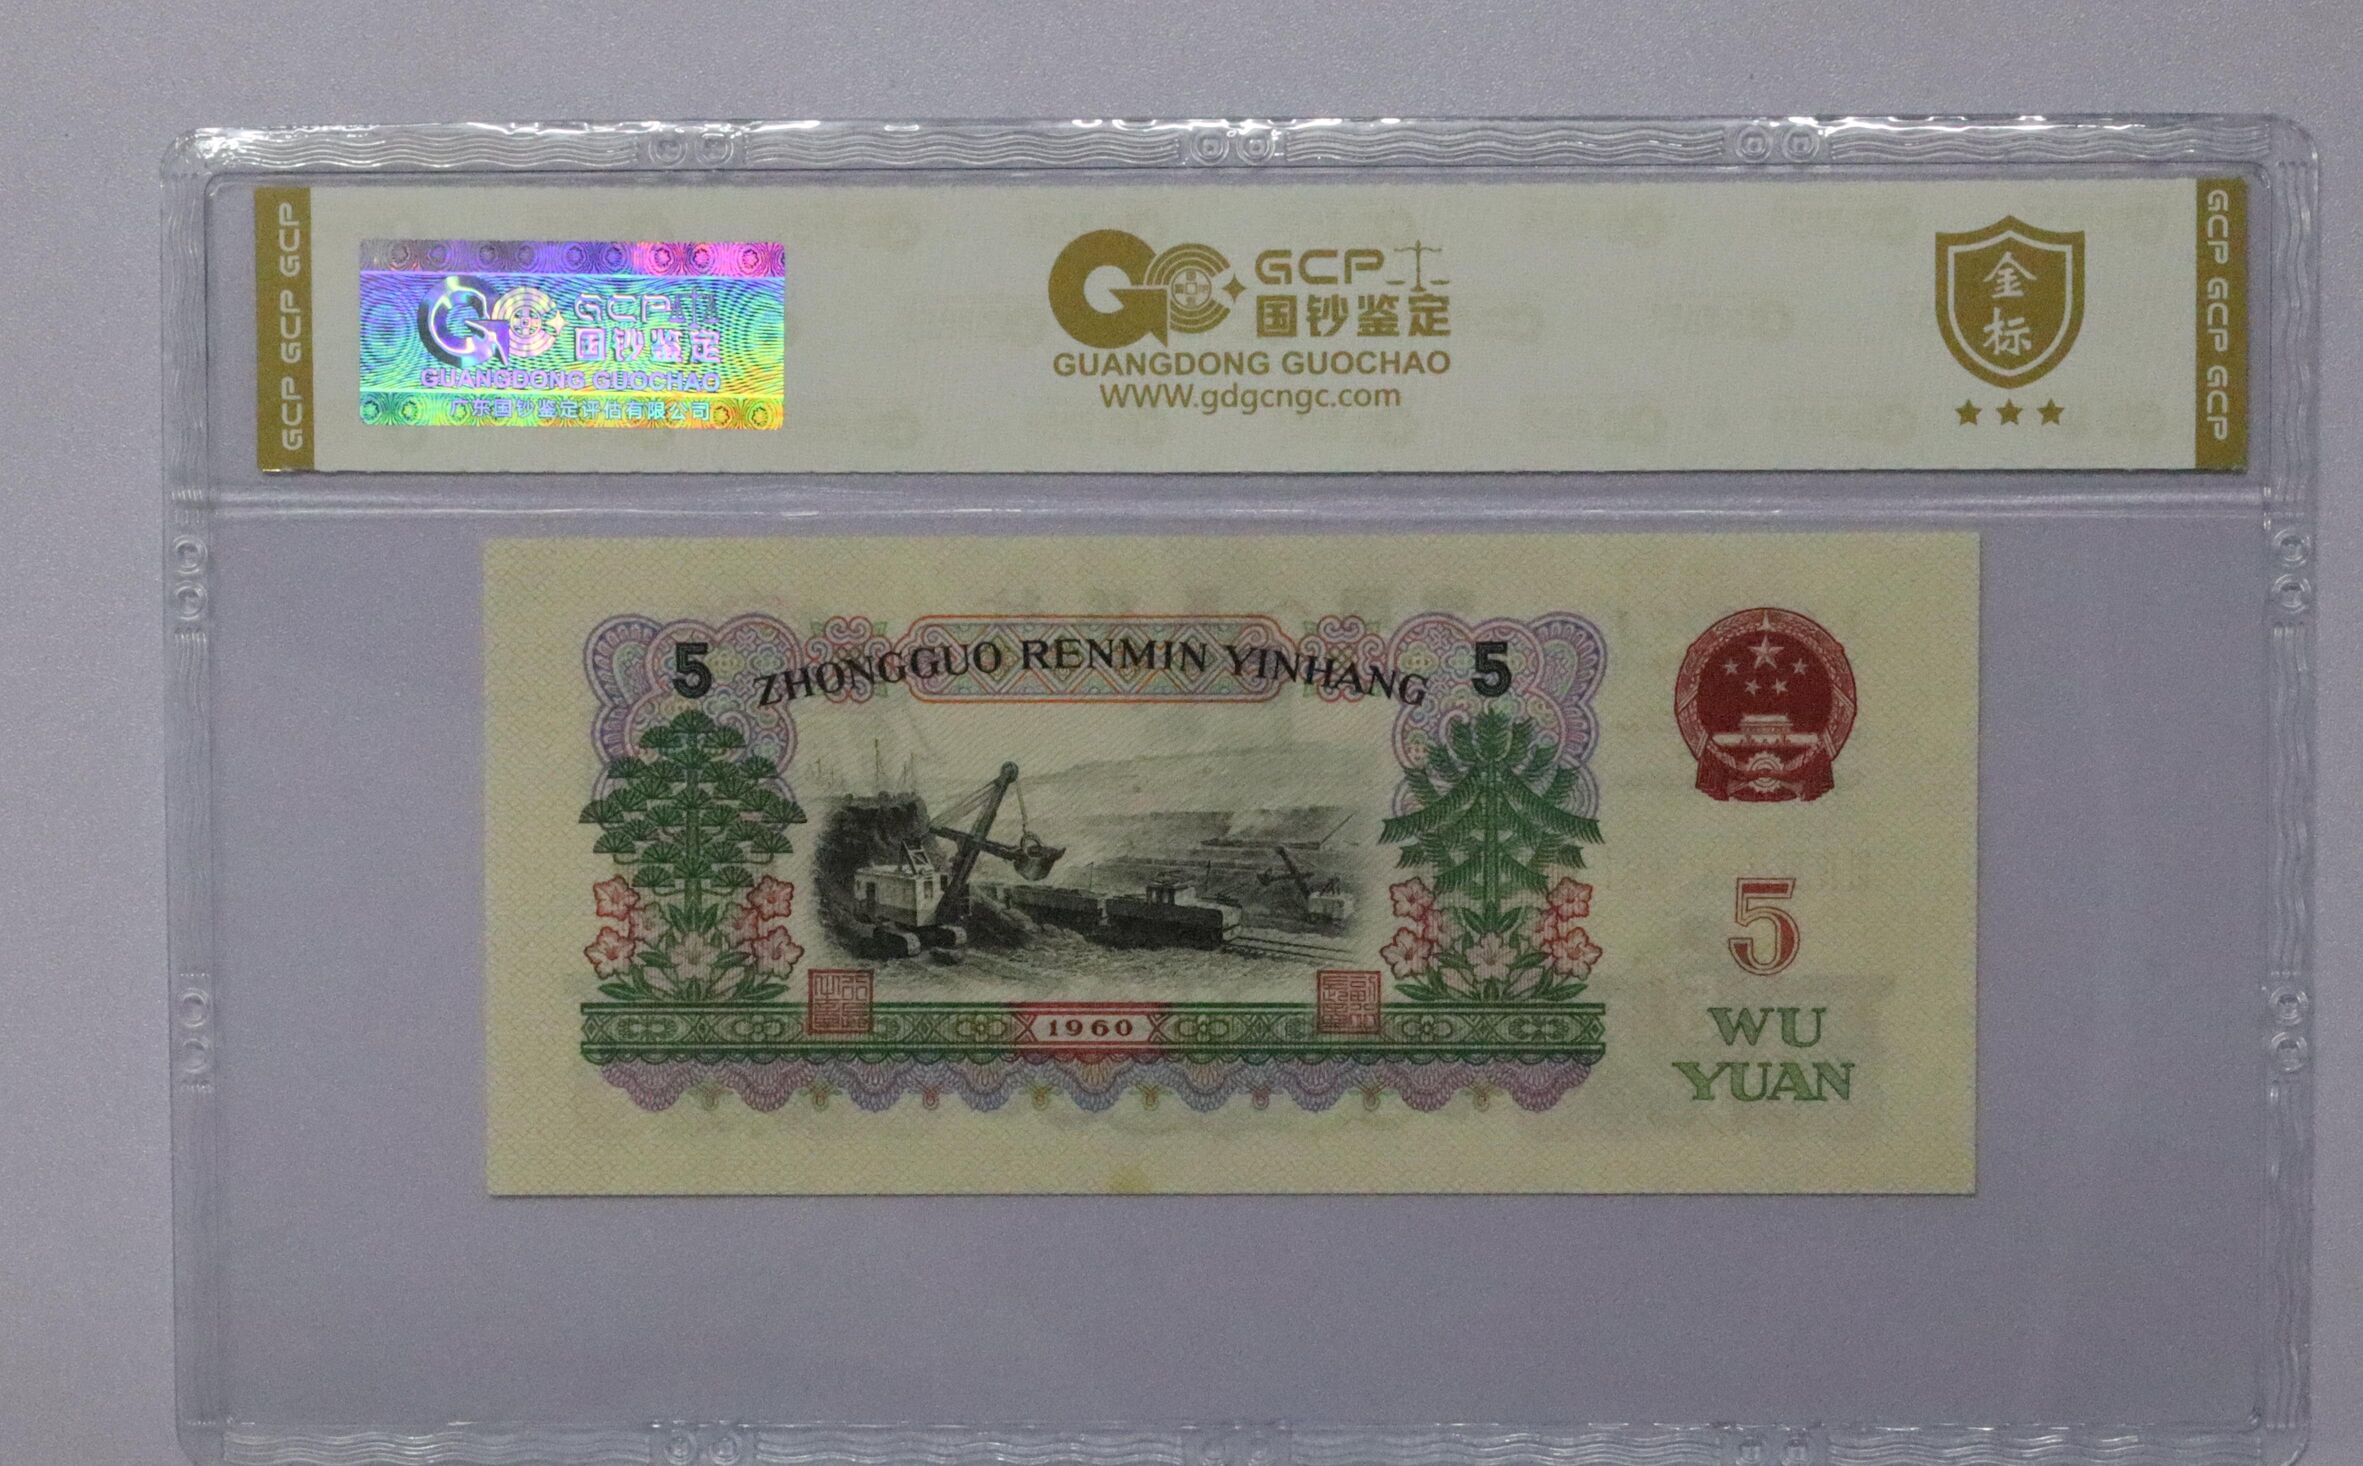 GCP GCP GCP
GCP
国钞鉴定
GUANGDONG GUOCHAO
广东国钞鉴定评估有限公司
GCP
国钞鉴定
GUANGDONG GUOCHAO
WWW.gdgcngc.com
金
标
GCP GCP GCP
5
ZHONGGUO RENMIN YINHANG
5
1960
5
WU
YUAN